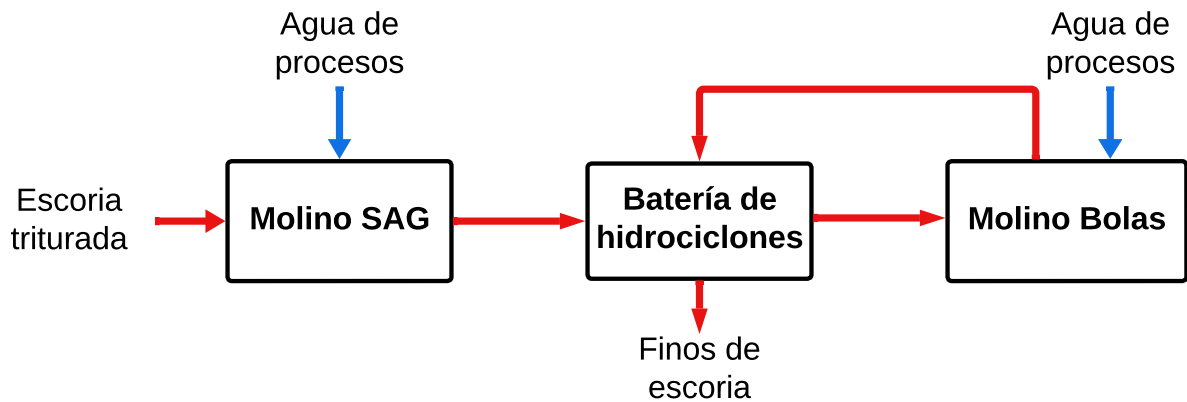 Agua de
procesos
Agua de
procesos
Escoria
triturada
Molino SAG
Batería de
hidrociclones
Molino Bolas
Finos de
escoria